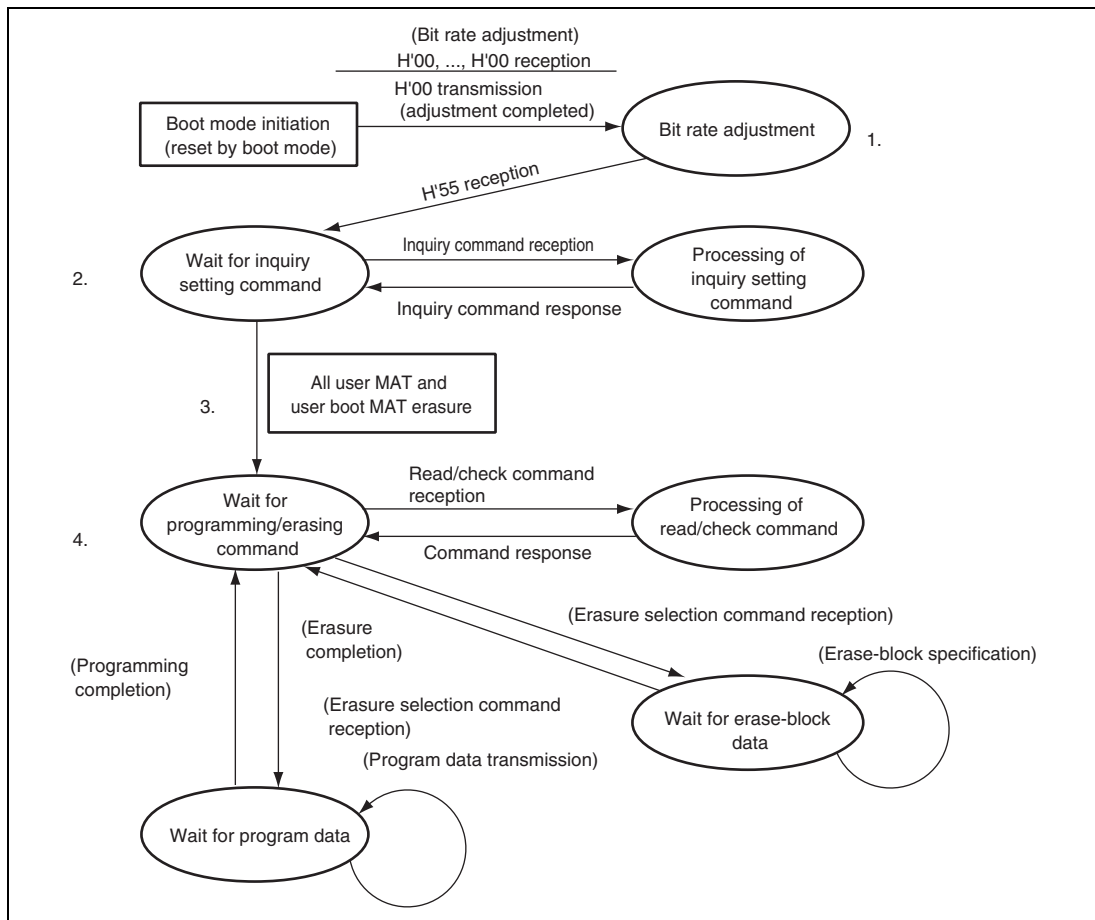 (Bit rate adjustment)
H'00, ..., H'00 reception
H'00 transmission
(adjustment completed)
Boot mode initiation
(reset by boot mode)
Bit rate adjustment
1.
H'55 reception
2.
Wait for inquiry
setting command
Inquiry command reception
Inquiry command response
Processing of
inquiry setting
command
3.
All user MAT and
user boot MAT erasure
4.
Wait for
programming/erasing
command
Read/check command
reception
Command response
Processing of
read/check command
(Erasure selection command reception)
(Erasure
completion)
(Programming
completion)
(Erase-block specification)
(Erasure selection command
reception)
Wait for erase-block
data
(Program data transmission)
Wait for program data